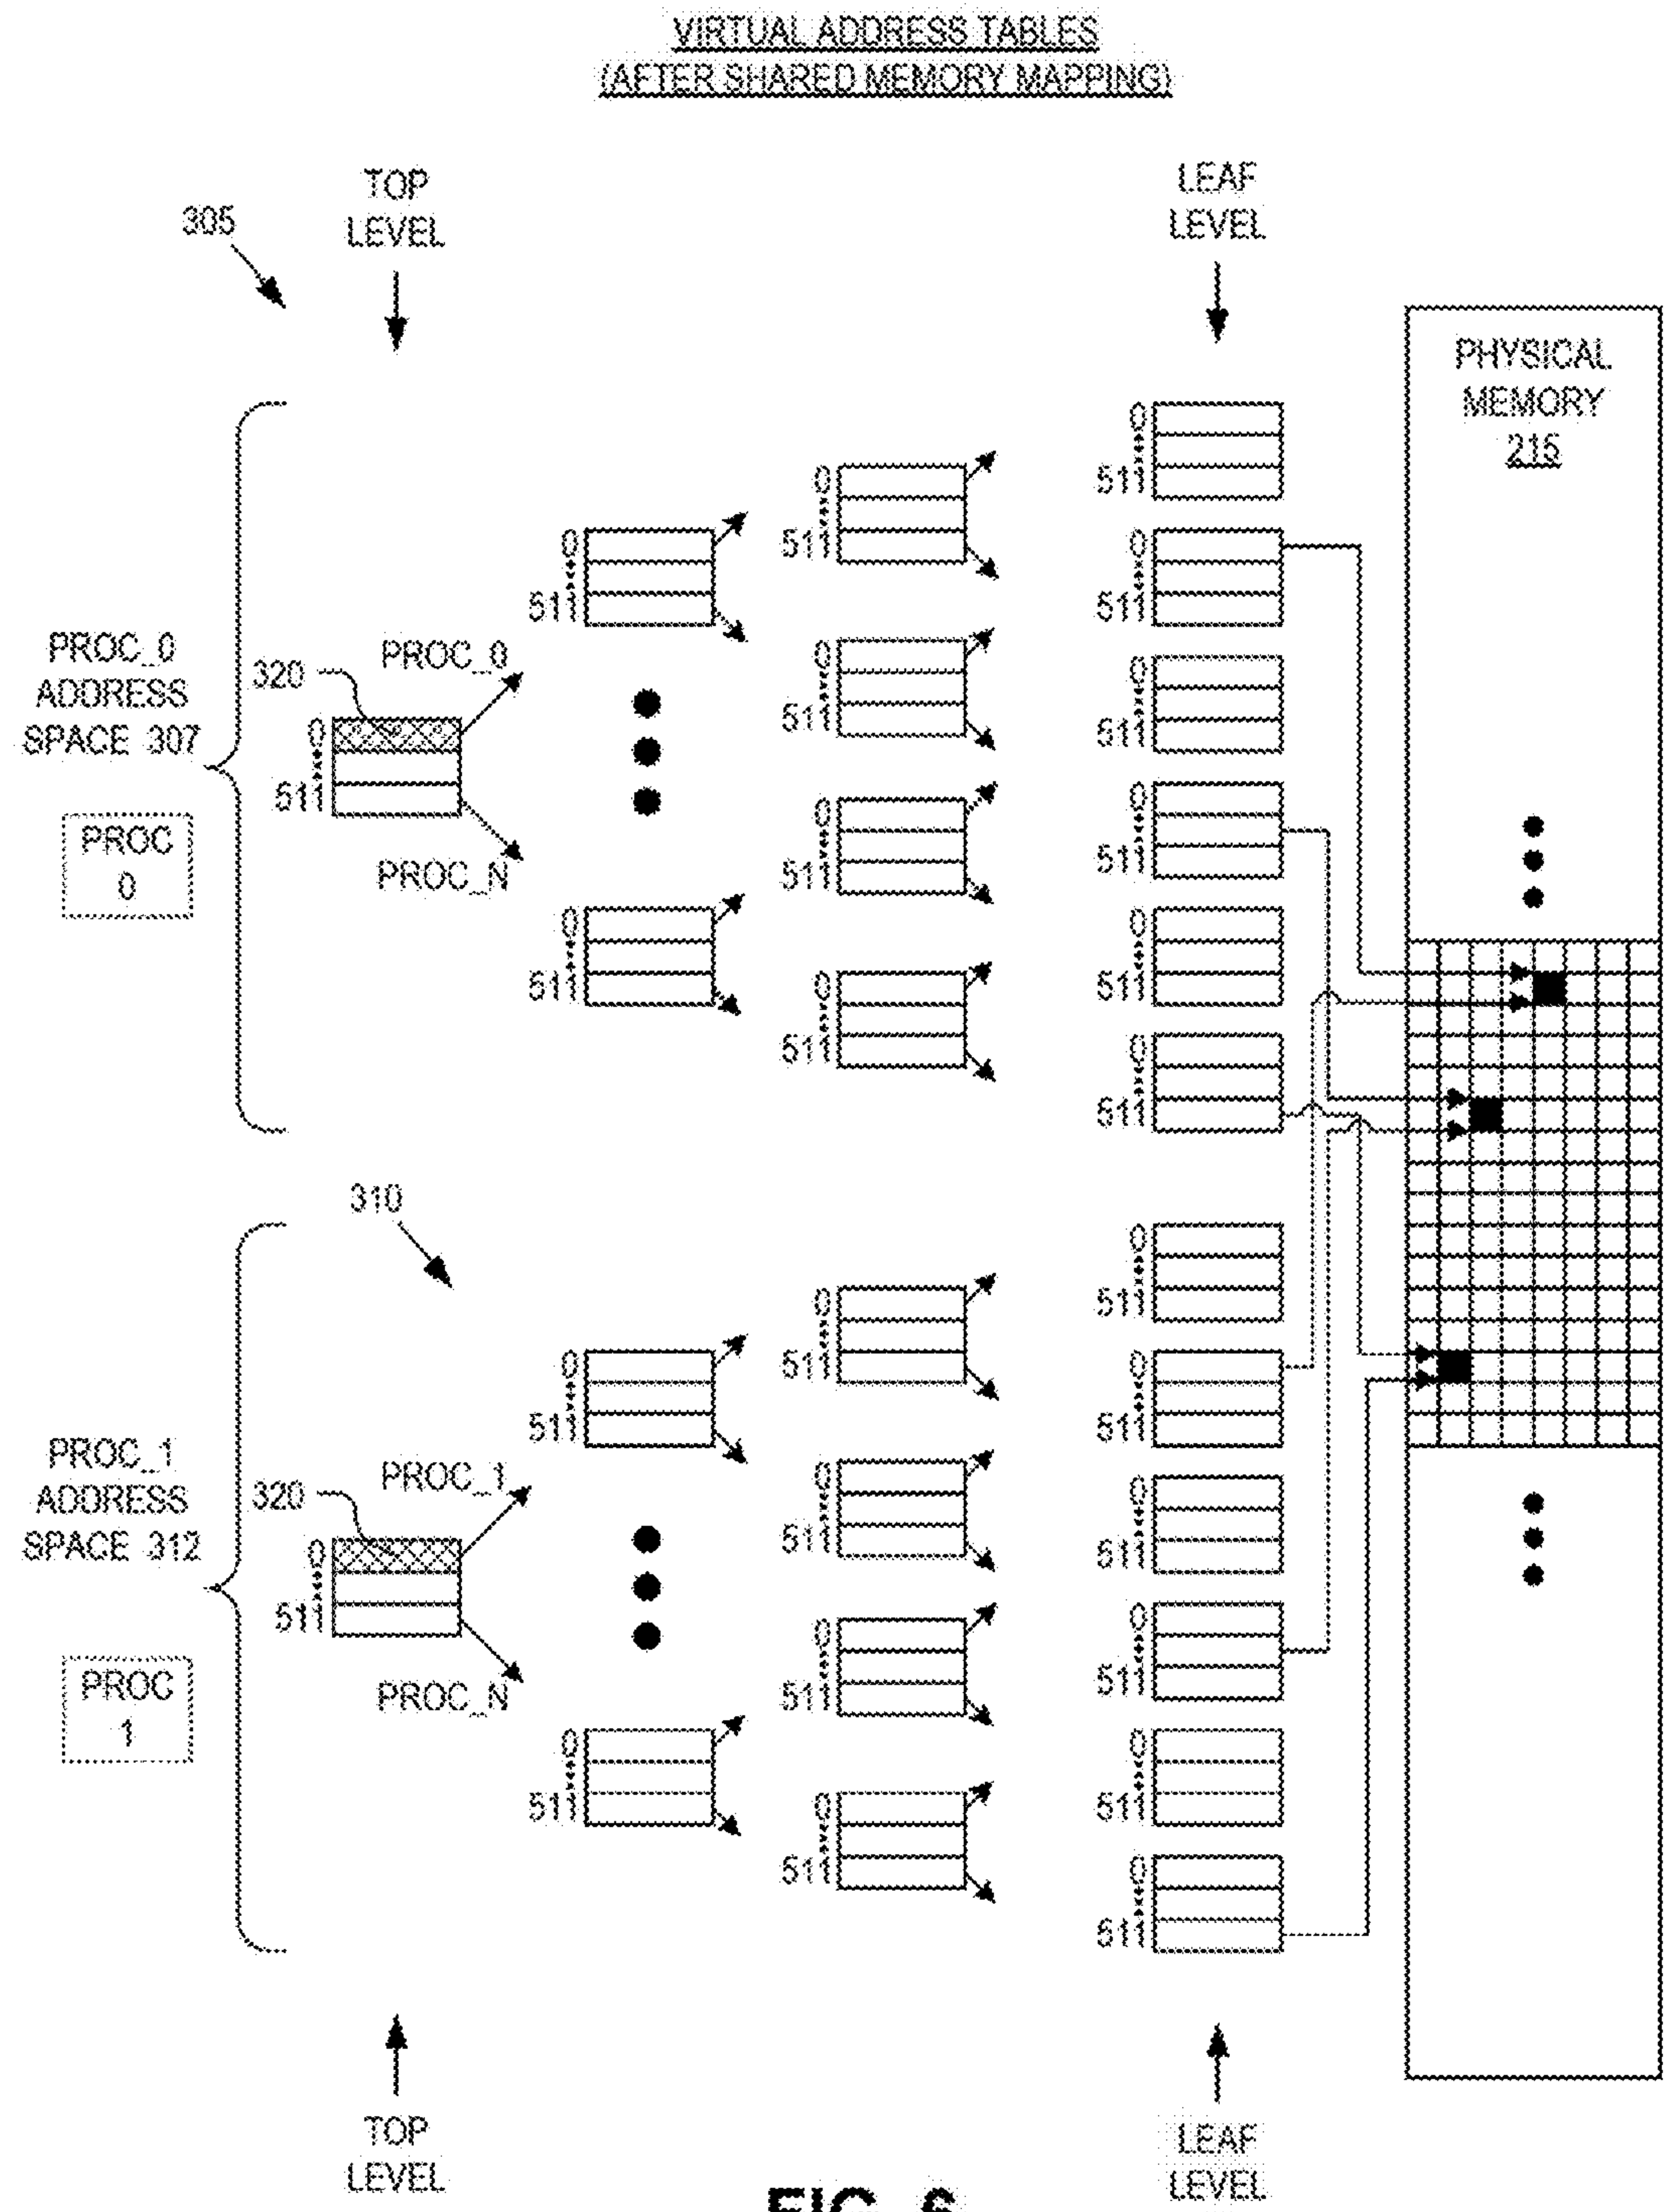 VIRTUAL ADDRESS TABLES
(AFTER SHARED MEMORY MAPPING)
TOP
LEVEL
LEAF
LEVEL
305
PHYSICAL
MEMORY
215
0
511
0
511
0
511
0
511
PROC_0
ADDRESS
SPACE 307
320
PROC_0
0
511
0
511
0
511
PROC
0
PROC_N
0
511
0
511
0
511
0
511
0
511
0
511
310
0
511
0
511
0
511
0
511
PROC_1
ADDRESS
SPACE 312
320
PROC_1
0
511
0
511
0
511
PROC
1
PROC_N
0
511
0
511
0
511
0
511
0
511
0
511
TOP
LEVEL
LEAF
LEVEL
FIG. 6